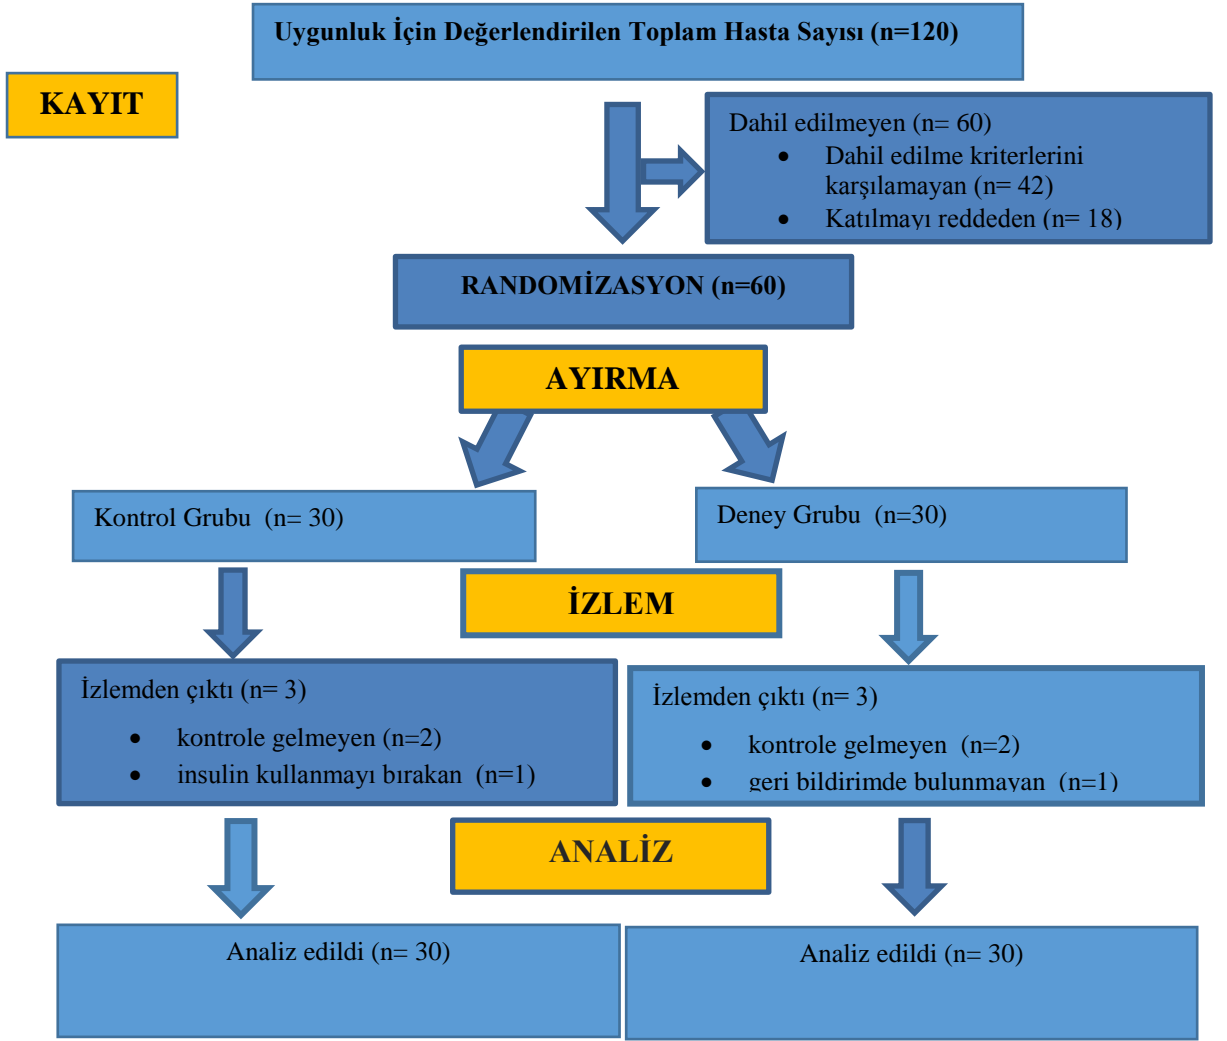 Uygunluk İçin Değerlendirilen Toplam Hasta Sayısı (n=120)
KAYIT
Dahil edilmeyen (n= 60)
• Dahil edilme kriterlerini
karşılamayan (n= 42)
• Katılmayı reddeden (n= 18)
RANDOMİZASYON (n=60)
AYIRMA
Kontrol Grubu (n= 30)
Deney Grubu (n=30)
İZLEM
İzlemden çıktı (n= 3)
• kontrole gelmeyen (n=2)
• insulin kullanmayı bırakan (n=1)
İzlemden çıktı (n= 3)
• kontrole gelmeyen (n=2)
• geri bildirimde bulunmayan (n=1)
ANALİZ
Analiz edildi (n= 30)
Analiz edildi (n= 30)